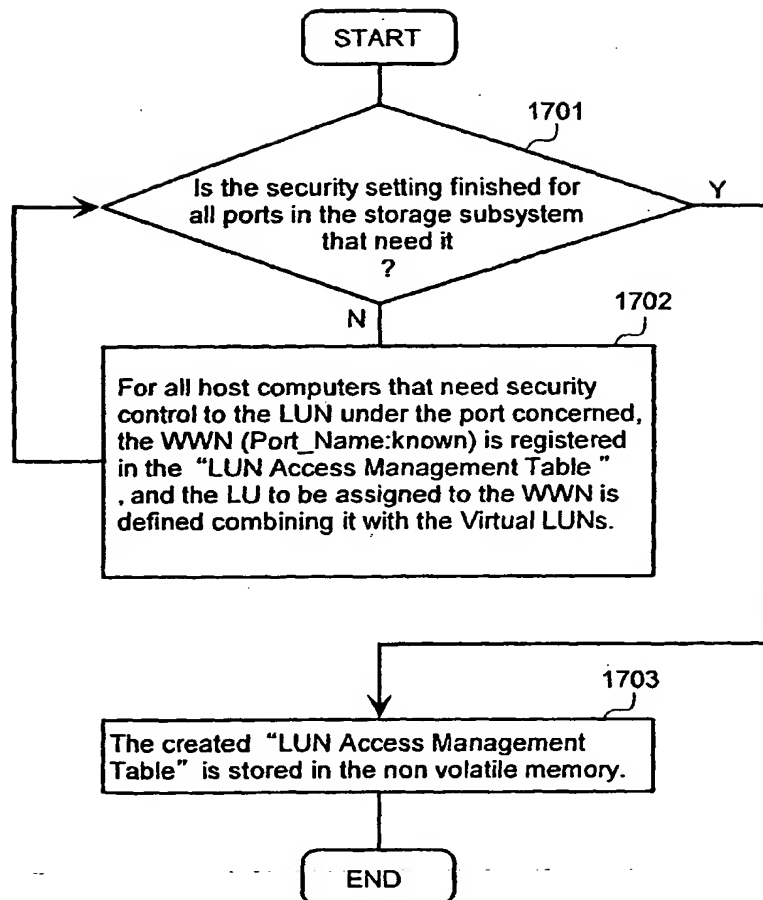 START
1701
Is the security setting finished for
all ports in the storage subsystem
that need it
?
Y
N
1702
For all host computers that need security
control to the LUN under the port concerned,
the WWN (Port_Name:known) is registered
in the “LUN Access Management Table ”
, and the LU to be assigned to the WWN is
defined combining it with the Virtual LUNs.
1703
The created “LUN Access Management
Table” is stored in the non volatile memory.
END